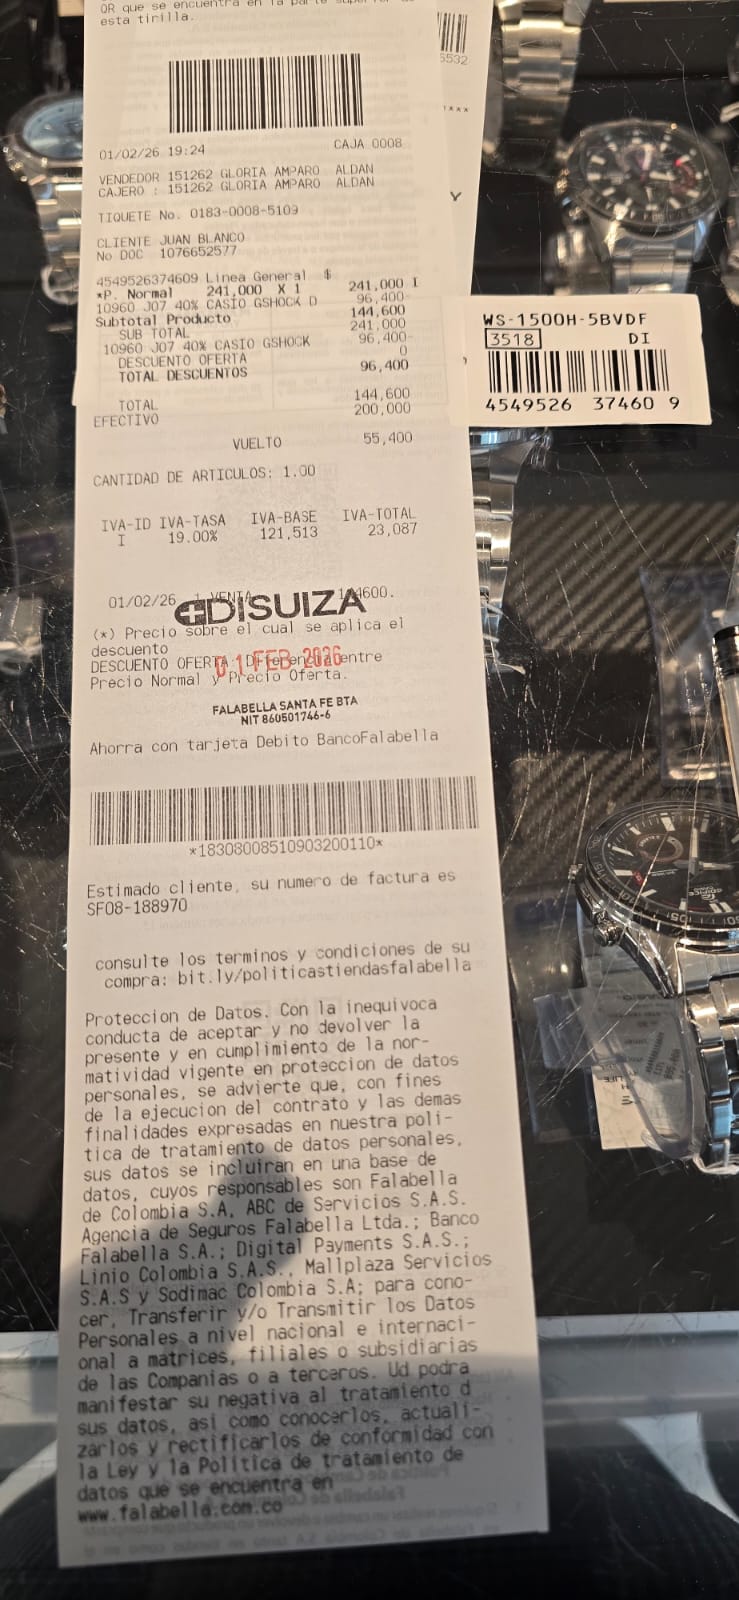 QR que se encuentra en la parte superior de
esta tirilla.
01/02/26 19:24 CAJA 0008
VENDEDOR 151262 GLORIA AMPARO ALDAN
CAJERO : 151262 GLORIA AMPARO ALDAN
TIQUETE No. 0183-0008-5109
CLIENTE JUAN BLANCO
No DOC 1076652577
4549526374609 Linea General $ 241,000 I
*P. Normal 241,000 X 1
10960 J07 40% CASIO GSHOCK D 96,400-
Subtotal Producto 144,600
SUB TOTAL 241,000
10960 J07 40% CASIO GSHOCK 96,400-
DESCUENTO OFERTA 0
TOTAL DESCUENTOS 96,400
TOTAL 144,600
EFECTIVO 200,000
VUELTO 55,400
CANTIDAD DE ARTICULOS: 1.00
IVA-ID IVA-TASA IVA-BASE IVA-TOTAL
I 19.00% 121,513 23,087
01/02/26 1 VENTA 144600.
DISUIZA
(*) Precio sobre el cual se aplica el
descuento
DESCUENTO OFERTA: Diferencia entre
01 FEB 2026
Precio Normal y Precio Oferta.
FALABELLA SANTA FE BTA
NIT 860501746-6
Ahorra con tarjeta Debito BancoFalabella
*18308008510903200110*
Estimado cliente, su numero de factura es
SF08-188970
consulte los terminos y condiciones de su
compra: bit.ly/politicastiendasfalabella
Proteccion de Datos. Con la inequivoca
conducta de aceptar y no devolver la
presente y en cumplimiento de la nor-
matividad vigente en proteccion de datos
personales, se advierte que, con fines
de la ejecucion del contrato y las demas
finalidades expresadas en nuestra poli-
tica de tratamiento de datos personales,
sus datos se incluiran en una base de
datos, cuyos responsables son Falabella
de Colombia S.A, ABC de Servicios S.A.S.
Agencia de Seguros Falabella Ltda.; Banco
Falabella S.A.; Digital Payments S.A.S.;
Linio Colombia S.A.S., Mallplaza Servicios
S.A.S y Sodimac Colombia S.A; para cono-
cer, Transferir y/o Transmitir los Datos
Personales a nivel nacional e internaci-
onal a matrices, filiales o subsidiarias
de las Companias o a terceros. Ud podra
manifestar su negativa al tratamiento d
sus datos, asi como conocerlos, actuali-
zarlos y rectificarlos de conformidad con
la Ley y la Politica de tratamiento de
datos que se encuentra en
www.falabella.com.co
6532
***
Y
WS-1500H-5BVDF
3518 DI
4549526 37460 9
EDIFICE